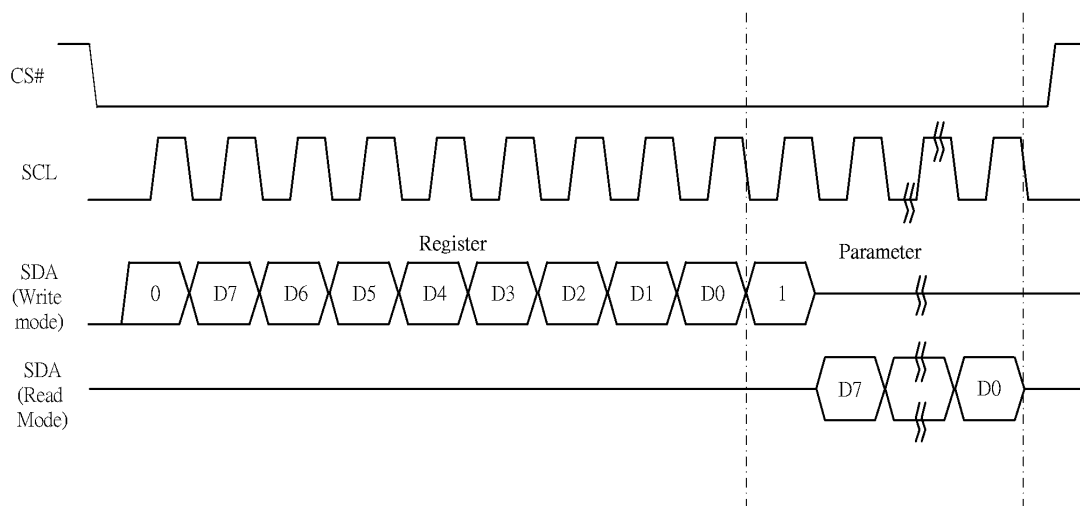 CS#
SCL
Register
Parameter
SDA
(Write
mode)
0 D7 D6 D5 D4 D3 D2 D1 D0 1
SDA
(Read
Mode)
D7 D0